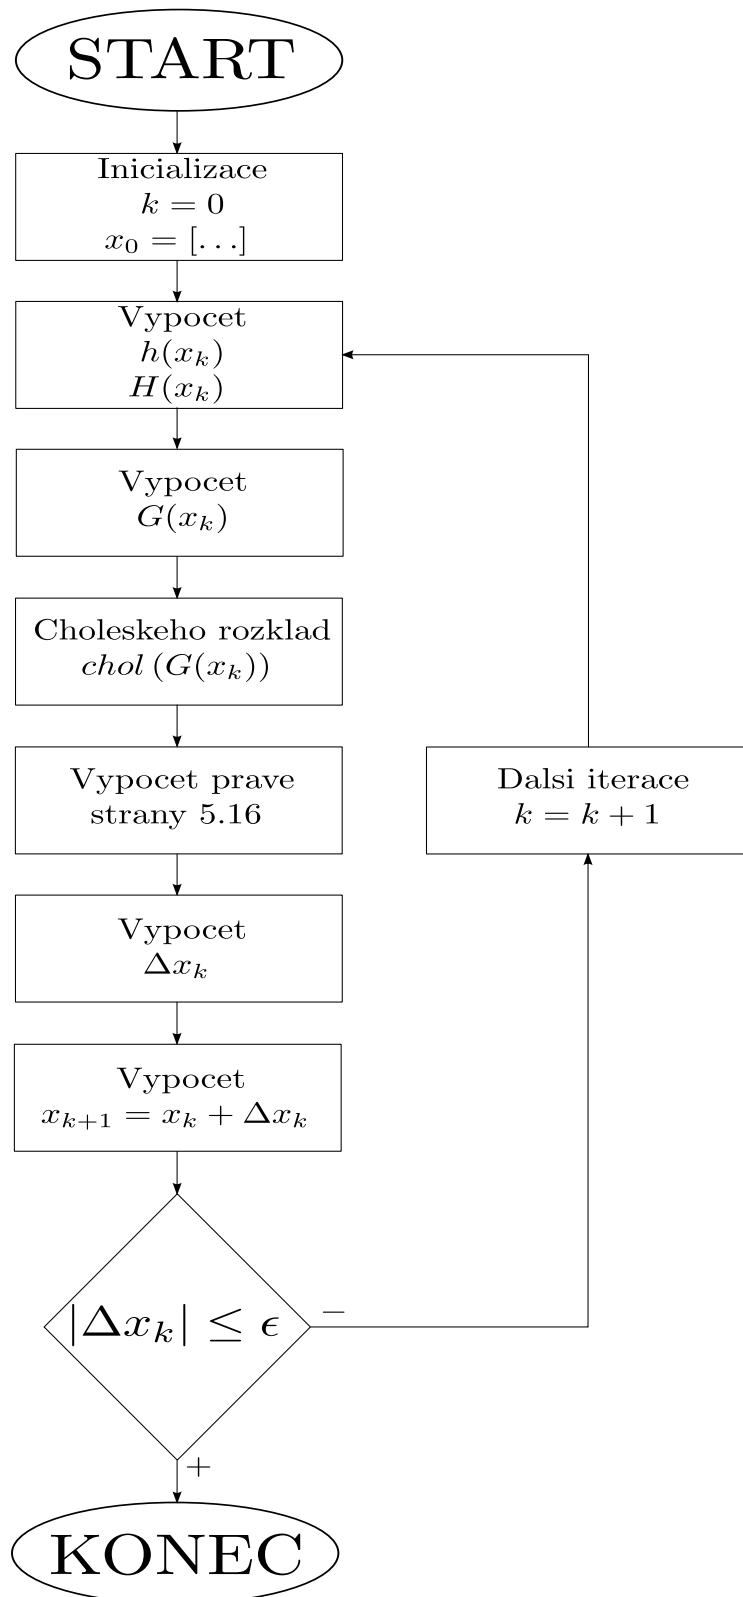 START
Inicializace
k = 0
x₀ = [...]
Vypocet
h(xₖ)
H(xₖ)
Vypocet
G(xₖ)
Choleskeho rozklad
chol (G(xₖ))
Vypocet prave
strany 5.16
Dalsi iterace
k = k + 1
Vypocet
Δxₖ
Vypocet
xₖ₊₁ = xₖ + Δxₖ
|Δxₖ| ≤ ϵ
−
+
KONEC